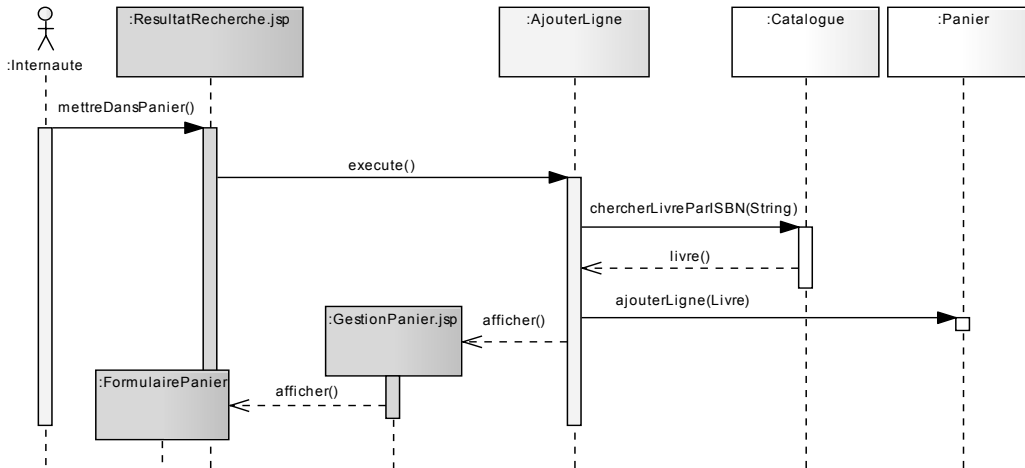 :ResultatRecherche.jsp
:AjouterLigne
:Catalogue
:Panier
:Internaute
mettreDansPanier()
execute()
chercherLivreParISBN(String)
livre()
ajouterLigne(Livre)
:GestionPanier.jsp
afficher()
:FormulairePanier
afficher()